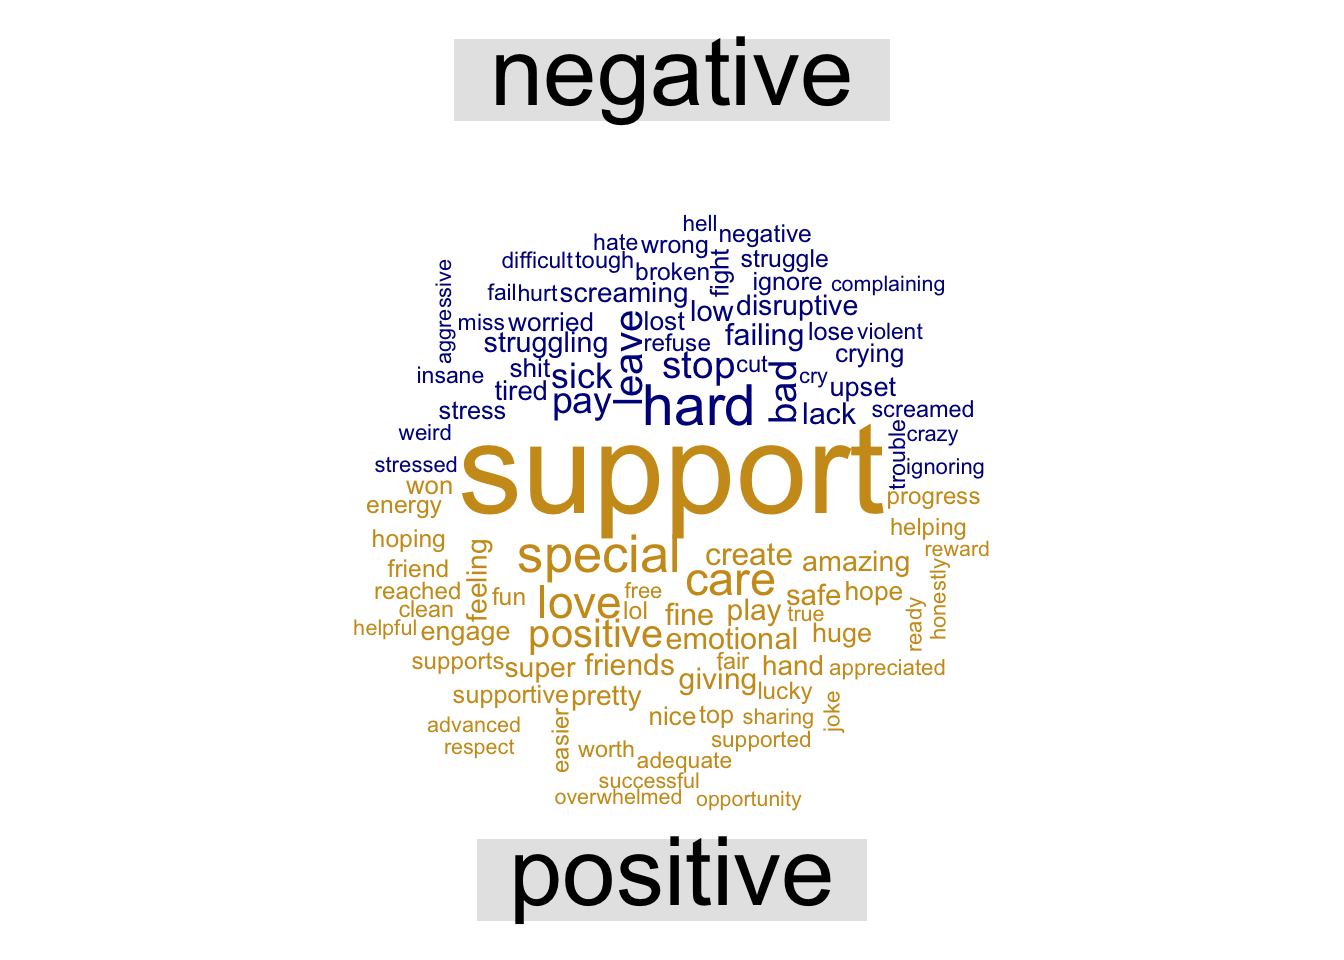 negative
hell
hate wrong negative
difficult tough broken fight struggle
aggressive fail hurt screaming ignore complaining
miss worried leave lost low disruptive
struggling refuse failing lose violent
insane shit sick stop cut bad cry crying
tired pay hard upset
stress lack screamed
weird trouble crazy
stressed ignoring
support
won progress
energy helping
hoping feeling special create amazing reward
friend care honestly
reached fun love free safe hope
clean lol fine play true ready
helpful engage positive emotional huge
supports super friends fair hand appreciated
supportive pretty giving lucky
advanced easier nice top sharing joke
respect worth supported
adequate
successful
overwhelmed opportunity
positive